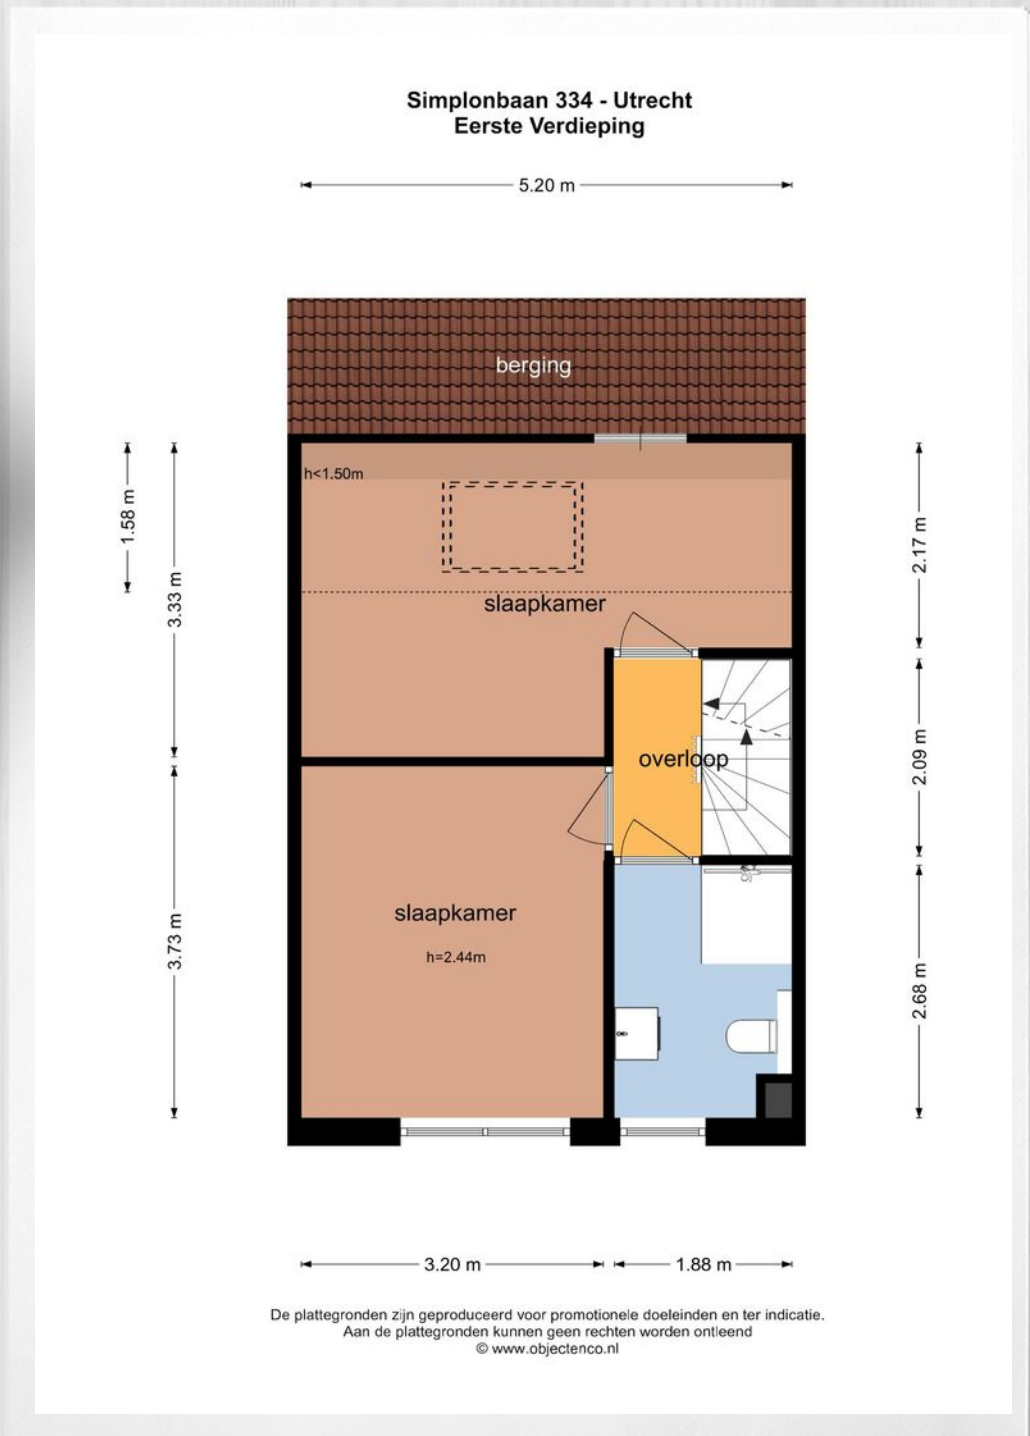 Simplonbaan 334 - Utrecht
Eerste Verdieping
5.20 m
berging
h<1.50m
1.58 m
3.33 m
2.17 m
slaapkamer
overloop
2.09 m
slaapkamer
h=2.44m
3.73 m
2.68 m
3.20 m
1.88 m
De plattegronden zijn geproduceerd voor promotionele doeleinden en ter indicatie.
Aan de plattegronden kunnen geen rechten worden ontleend
© www.objectenco.nl